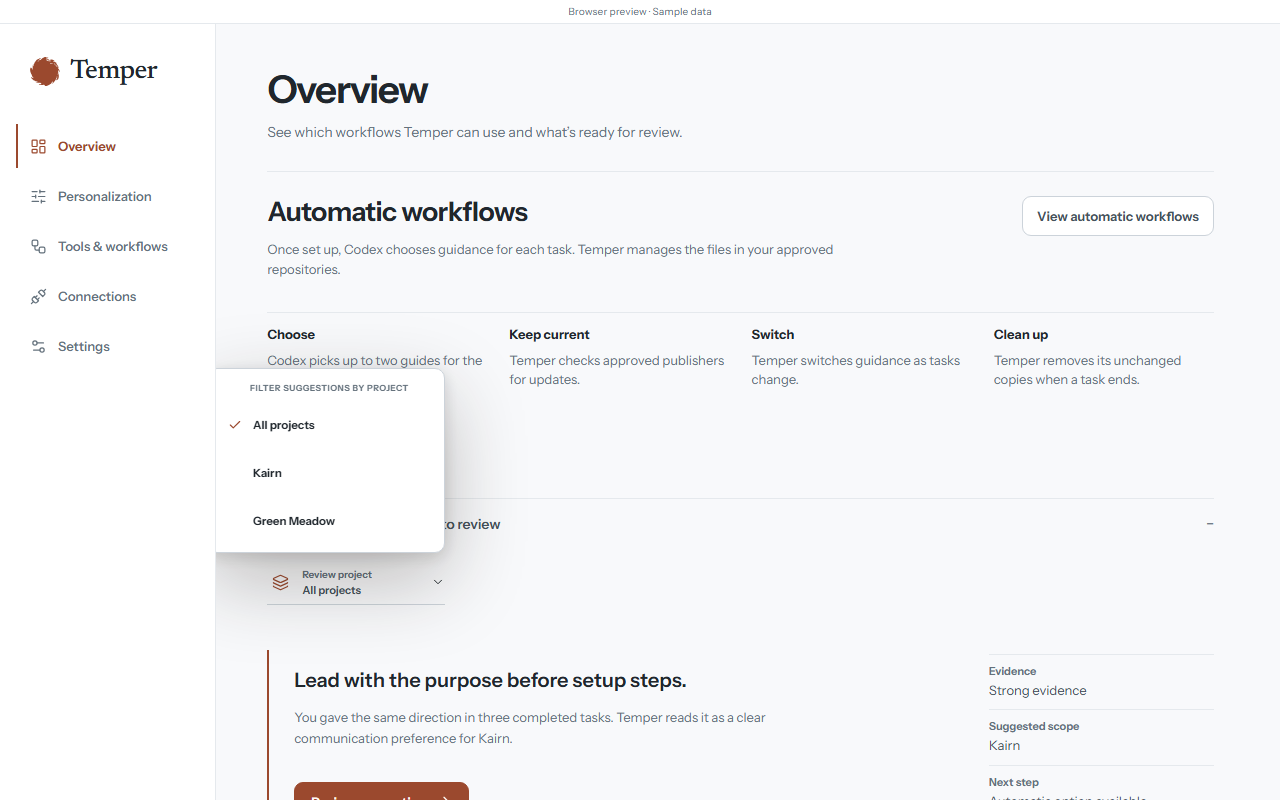 Browser preview · Sample data
Temper
Overview
Personalization
Tools & workflows
Connections
Settings
Overview
See which workflows Temper can use and what's ready for review.
Automatic workflows
View automatic workflows
Once set up, Codex chooses guidance for each task. Temper manages the files in your approved
repositories.
Choose
Codex picks up to two guides for the
Keep current
Temper checks approved publishers
for updates.
Switch
Temper switches guidance as tasks
change.
Clean up
Temper removes its unchanged
copies when a task ends.
FILTER SUGGESTIONS BY PROJECT
All projects
Kairn
Green Meadow
to review
Review project
All projects
Lead with the purpose before setup steps.
You gave the same direction in three completed tasks. Temper reads it as a clear
communication preference for Kairn.
Evidence
Strong evidence
Suggested scope
Kairn
Next step
Automatic option available